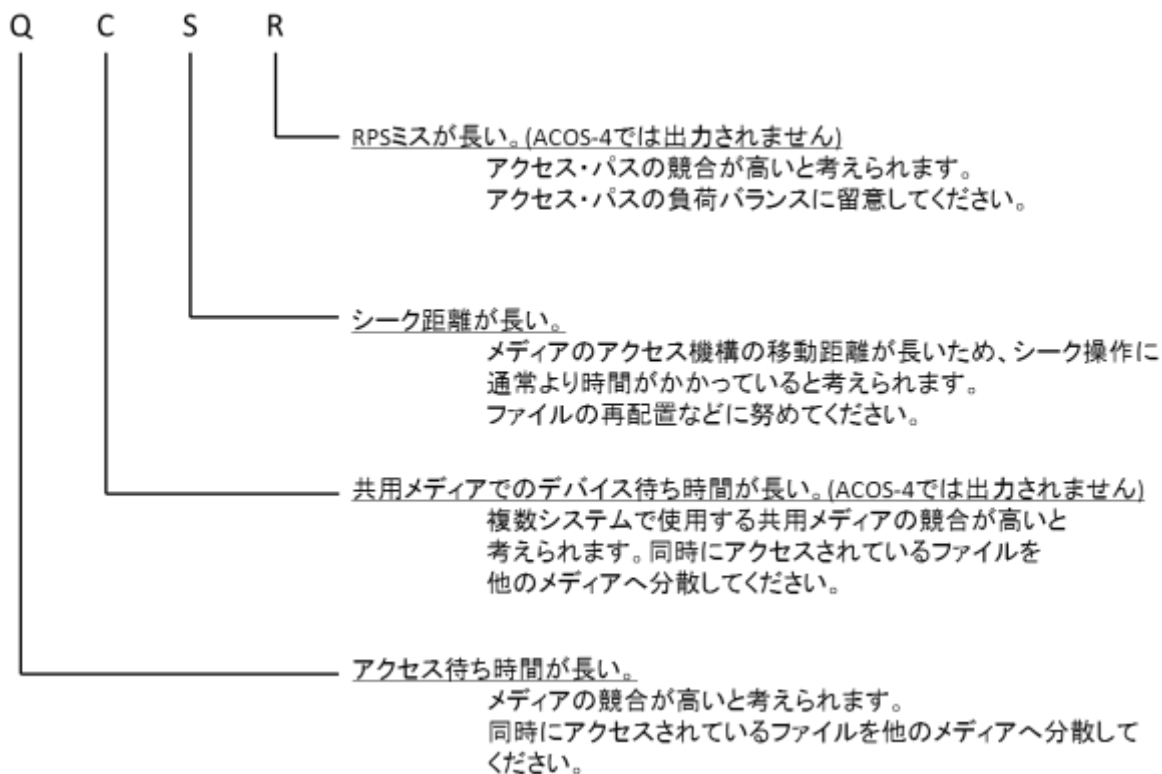 Q C S R
RPSミスが長い。(ACOS-4では出力されません)
アクセス・パスの競合が高いと考えられます。
アクセス・パスの負荷バランスに留意してください。
シーク距離が長い。
メディアのアクセス機構の移動距離が長いため、シーク操作に
通常より時間がかかっていると考えられます。
ファイルの再配置などに努めてください。
共用メディアでのデバイス待ち時間が長い。(ACOS-4では出力されません)
複数システムで使用する共用メディアの競合が高いと
考えられます。同時にアクセスされているファイルを
他のメディアへ分散してください。
アクセス待ち時間が長い。
メディアの競合が高いと考えられます。
同時にアクセスされているファイルを他のメディアへ分散して
ください。